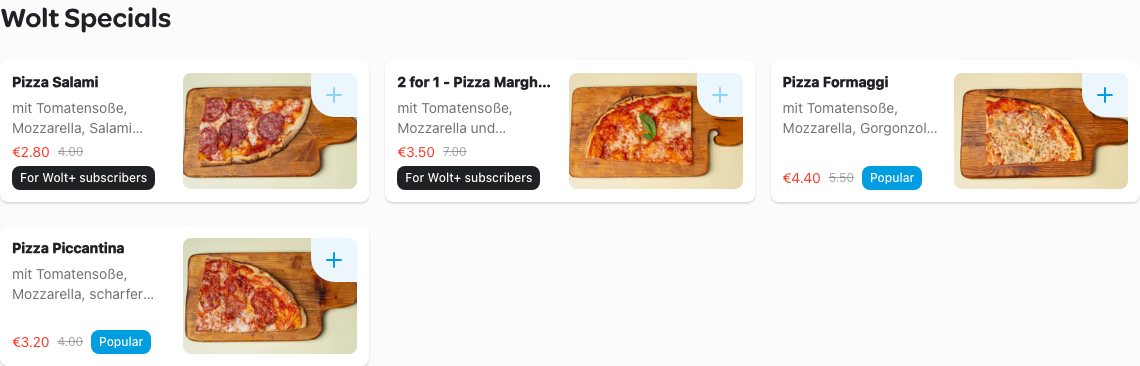 Wolt Specials
Pizza Salami
mit Tomatensoße,
Mozzarella, Salami...
€2.80 4.00
For Wolt+ subscribers
2 for 1 - Pizza Margh...
mit Tomatensoße,
Mozzarella und...
€3.50 7.00
For Wolt+ subscribers
Pizza Formaggi
mit Tomatensoße,
Mozzarella, Gorgonzol...
€4.40 5.50 Popular
Pizza Piccantina
mit Tomatensoße,
Mozzarella, scharfer...
€3.20 4.00 Popular